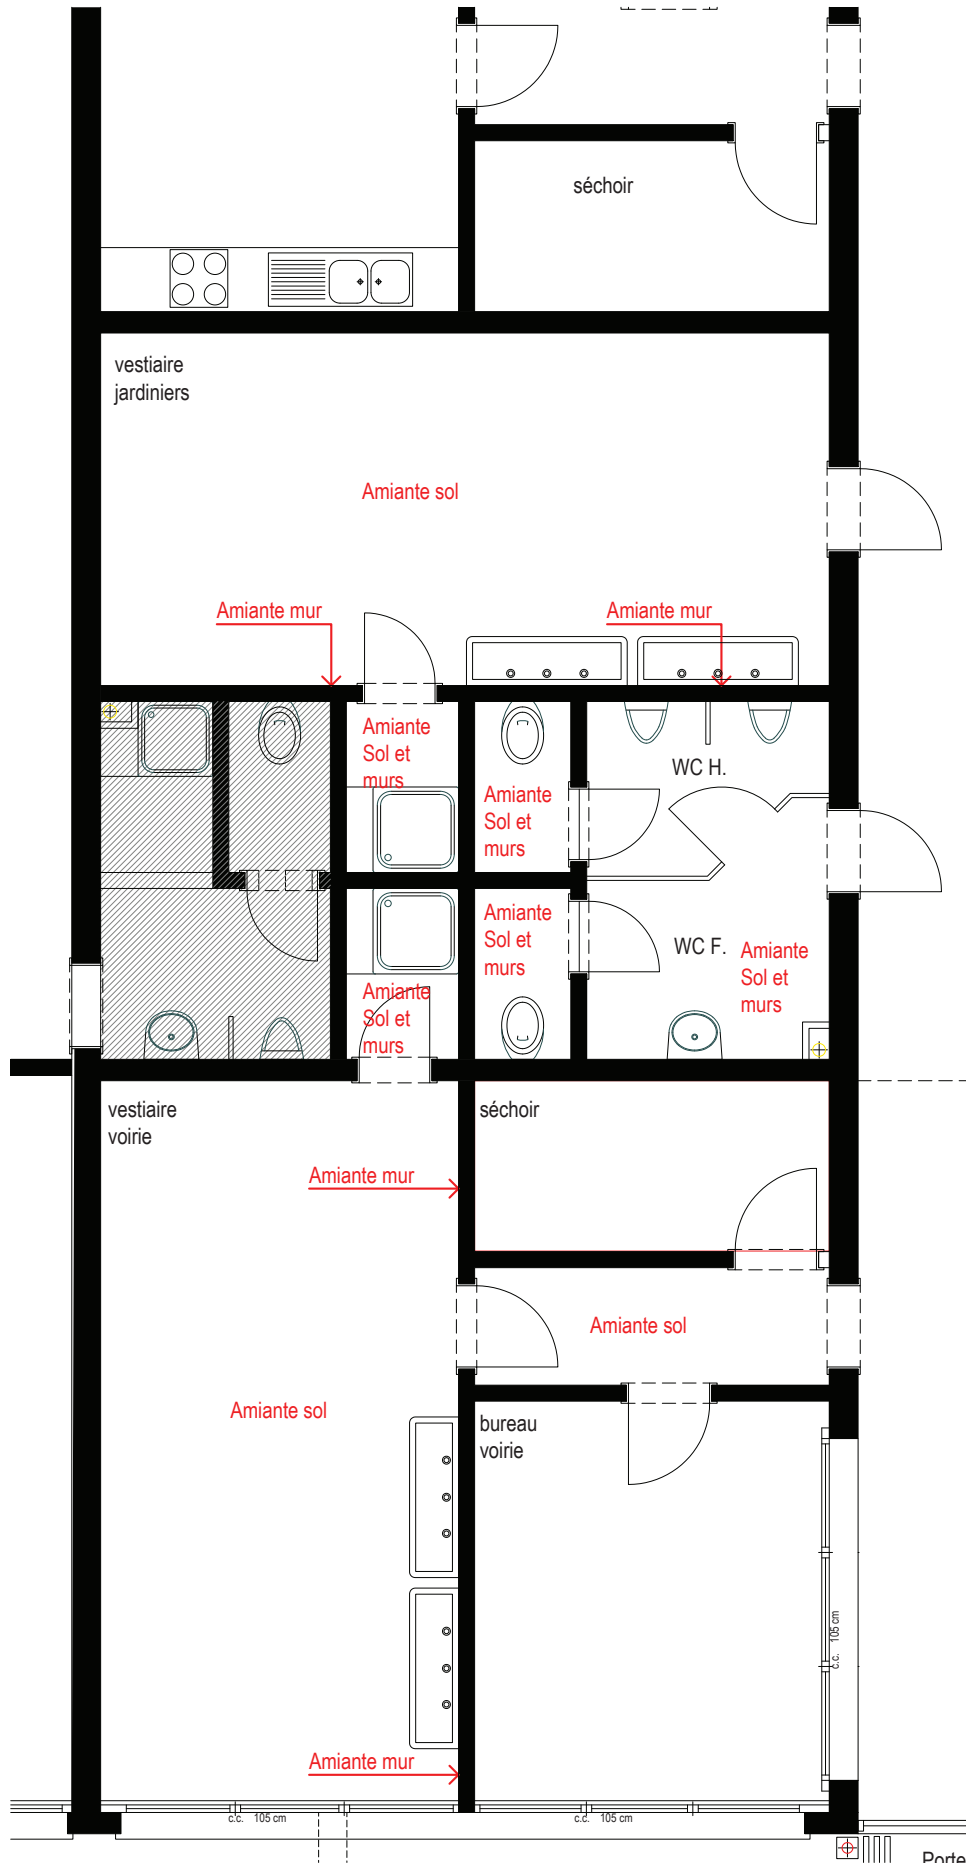 séchoir
vestiaire
jardiniers
Amiante sol
Amiante mur
Amiante mur
Amiante
Sol et
murs
WC H.
Amiante
Sol et
murs
Amiante
Sol et
murs
WC F.
Amiante
Sol et
murs
Amiante
Sol et
murs
vestiaire
voirie
séchoir
Amiante mur
Amiante sol
Amiante sol
bureau
voirie
c.c. 105 cm
Amiante mur
c.c. 105 cm
c.c. 105 cm
Porte